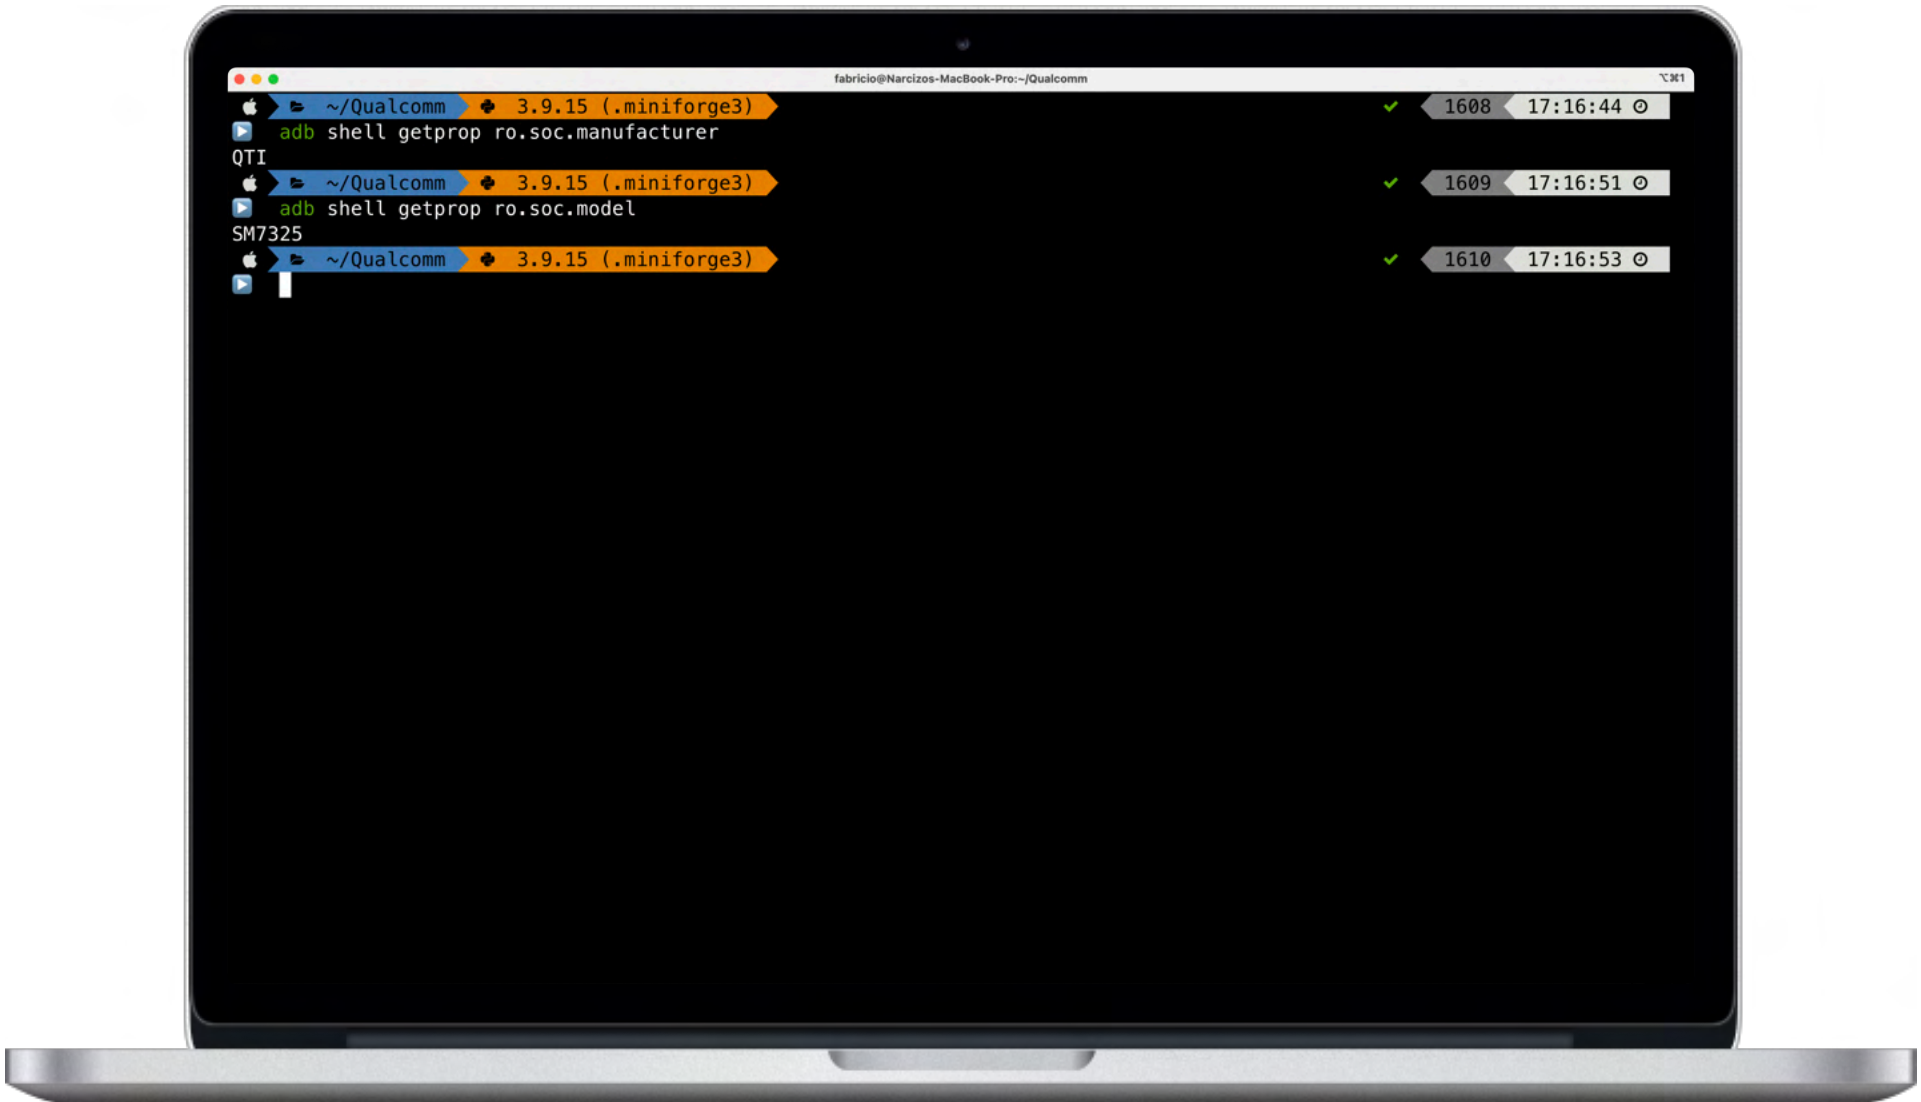 fabricio@Narcizos-MacBook-Pro:~/Qualcomm ⌥⌘1
~/Qualcomm 3.9.15 (.miniforge3) ✔ 1608 17:16:44
adb shell getprop ro.soc.manufacturer
QTI
~/Qualcomm 3.9.15 (.miniforge3) ✔ 1609 17:16:51
adb shell getprop ro.soc.model
SM7325
~/Qualcomm 3.9.15 (.miniforge3) ✔ 1610 17:16:53